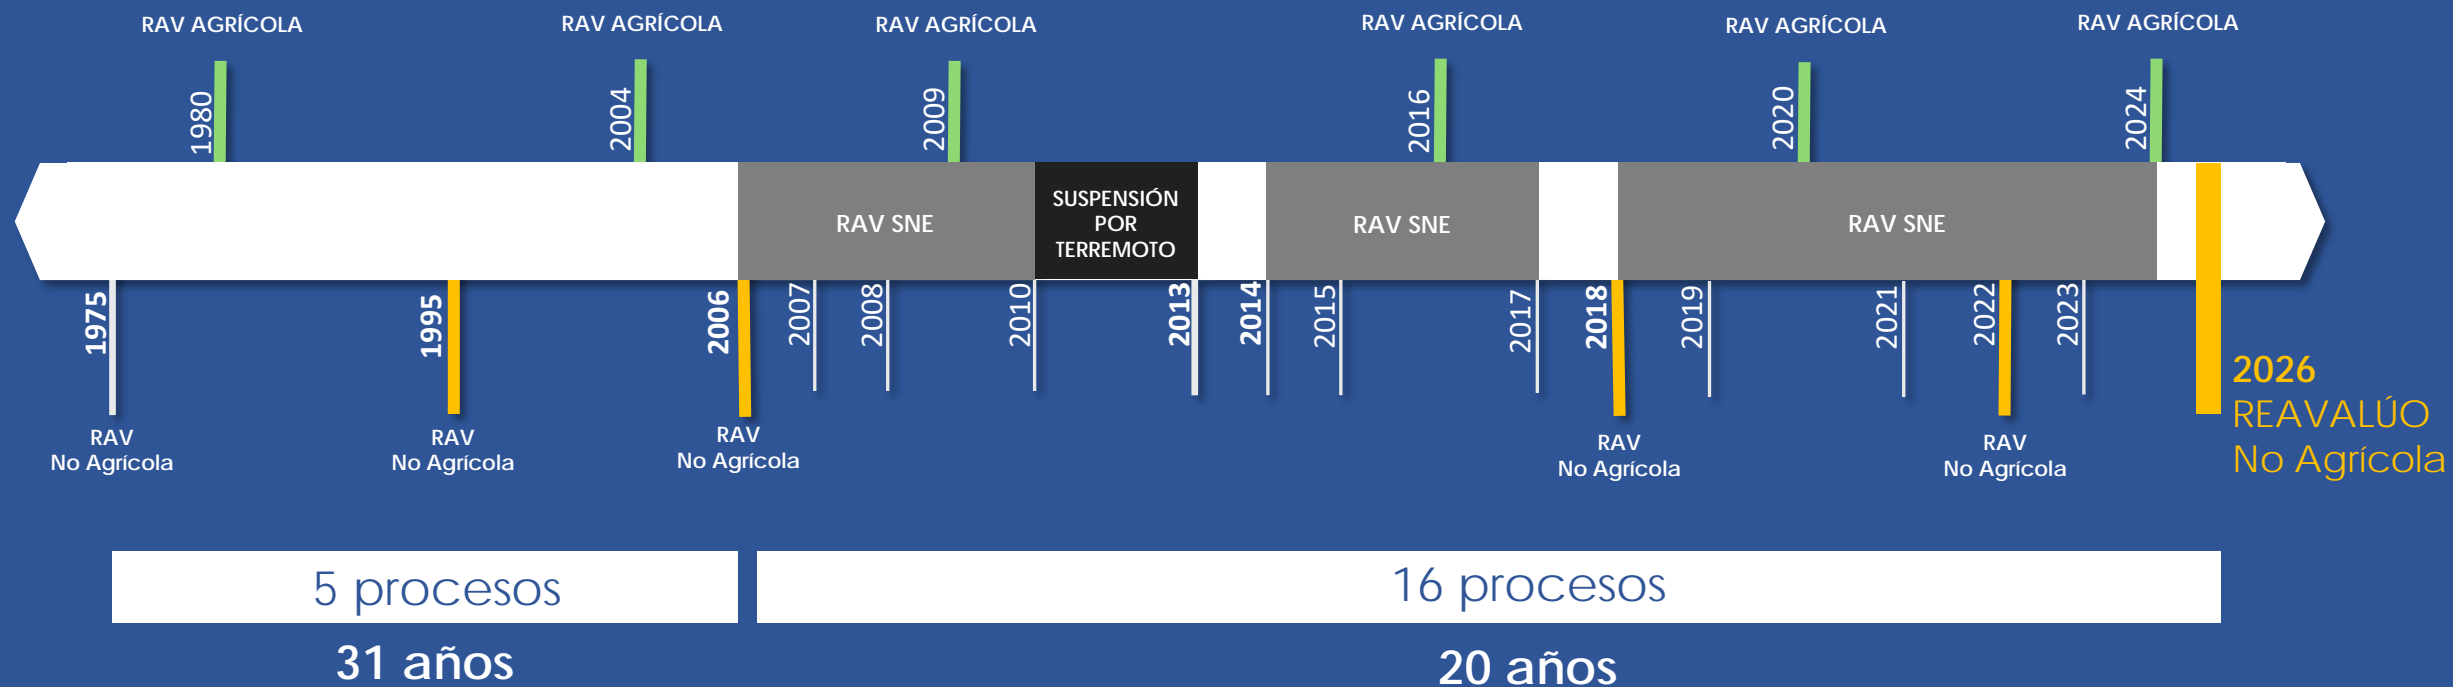 RAV AGRÍCOLA
RAV AGRÍCOLA
RAV AGRÍCOLA
RAV AGRÍCOLA
RAV AGRÍCOLA
RAV AGRÍCOLA
1980
2004
2009
2016
2020
2024
RAV SNE
SUSPENSIÓN
POR
TERREMOTO
RAV SNE
RAV SNE
1975
1995
2006
2007
2008
2010
2013
2014
2015
2017
2018
2019
2021
2022
2023
RAV
No Agrícola
RAV
No Agrícola
RAV
No Agrícola
RAV
No Agrícola
RAV
No Agrícola
2026
REAVALÚO
No Agrícola
5 procesos
16 procesos
31 años
20 años